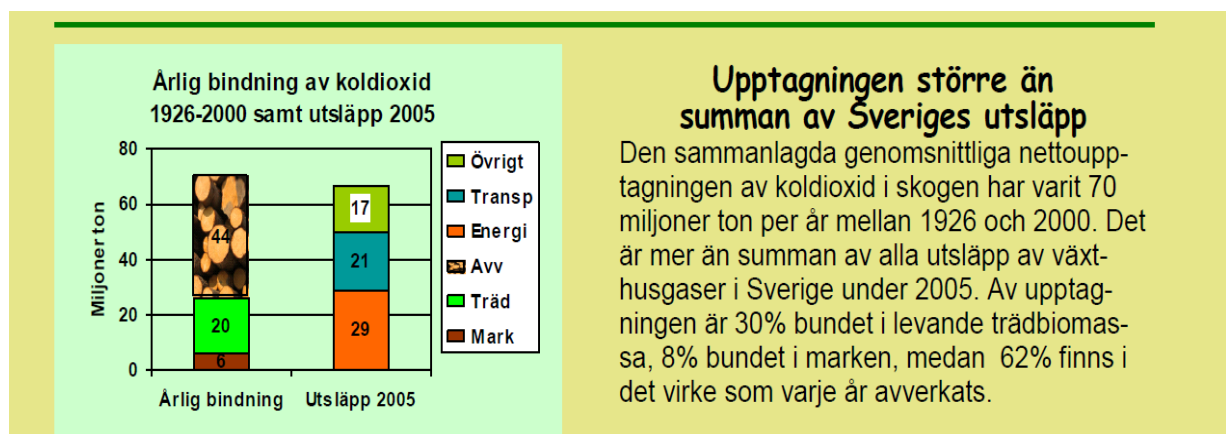 Årlig bindning av koldioxid
1926-2000 samt utsläpp 2005
Miljoner ton
80
60
40
20
0
44
20
6
17
21
29
Årlig bindning
Utsläpp 2005
Övrigt
Transp
Energi
Avv
Träd
Mark
Upptagningen större än
summan av Sveriges utsläpp
Den sammanlagda genomsnittliga nettoupp-
tagningen av koldioxid i skogen har varit 70
miljoner ton per år mellan 1926 och 2000. Det
är mer än summan av alla utsläpp av växt-
husgaser i Sverige under 2005. Av upptag-
ningen är 30% bundet i levande trädbiomas-
sa, 8% bundet i marken, medan 62% finns i
det virke som varje år avverkats.